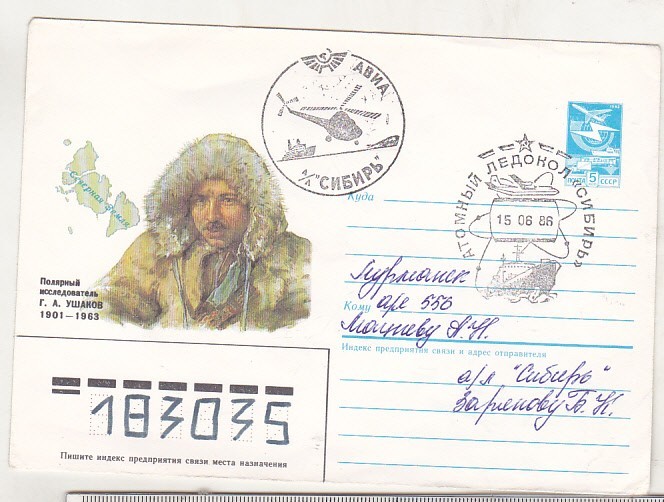 АВИА
А/Л "СИБИРЬ"
АТОМНЫЙ ЛЕДОКОЛ «СИБИРЬ»
15 06 86
ПОЧТА 5 СССР
Северная Земля
Полярный
исследователь
Г. А. УШАКОВ
1901—1963
Куда
Мурманск
Кому
Индекс предприятия связи и адрес отправителя
а/л "Сибирь"
Б. Н.
183035
Пишите индекс предприятия связи места назначения